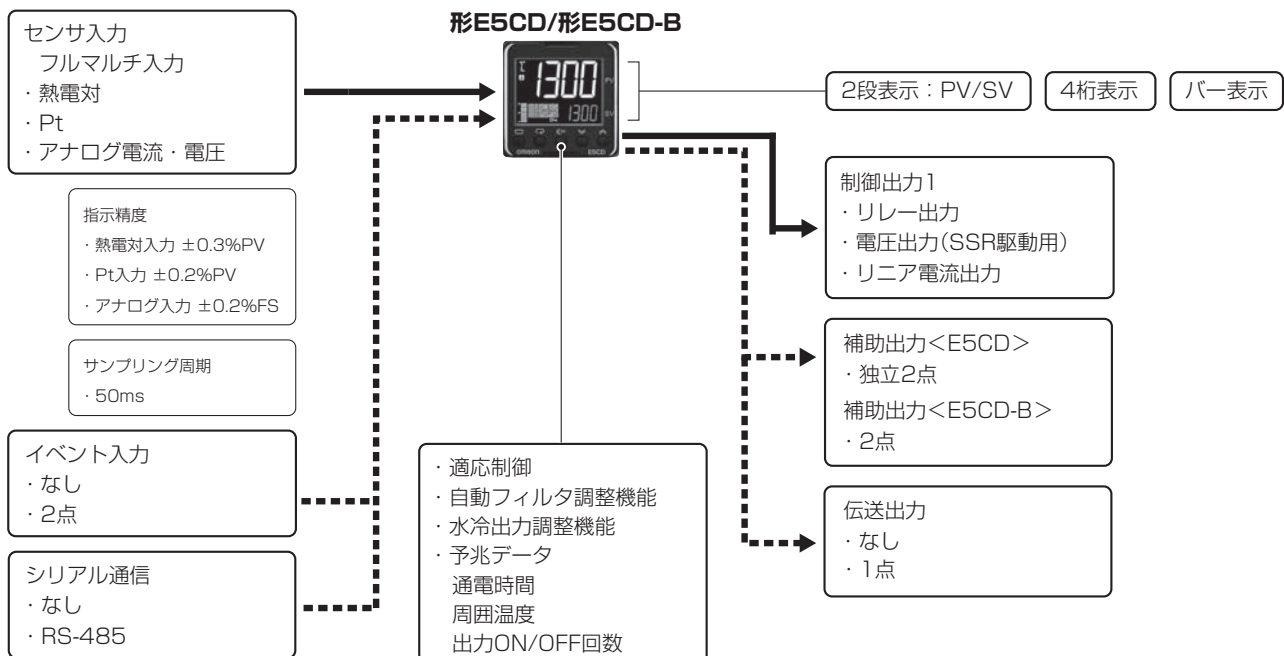 形E5CD/形E5CD-B
センサ入力
フルマルチ入力
・熱電対
・Pt
・アナログ電流・電圧
指示精度
・熱電対入力 ±0.3%PV
・Pt入力 ±0.2%PV
・アナログ入力 ±0.2%FS
サンプリング周期
・50ms
イベント入力
・なし
・2点
シリアル通信
・なし
・RS-485
1300
PV
1300
SV
omron
E5CD
2段表示：PV/SV
4桁表示
バー表示
制御出力1
・リレー出力
・電圧出力(SSR駆動用)
・リニア電流出力
補助出力＜E5CD＞
・独立2点
補助出力＜E5CD-B＞
・2点
伝送出力
・なし
・1点
・適応制御
・自動フィルタ調整機能
・水冷出力調整機能
・予兆データ
通電時間
周囲温度
出力ON/OFF回数